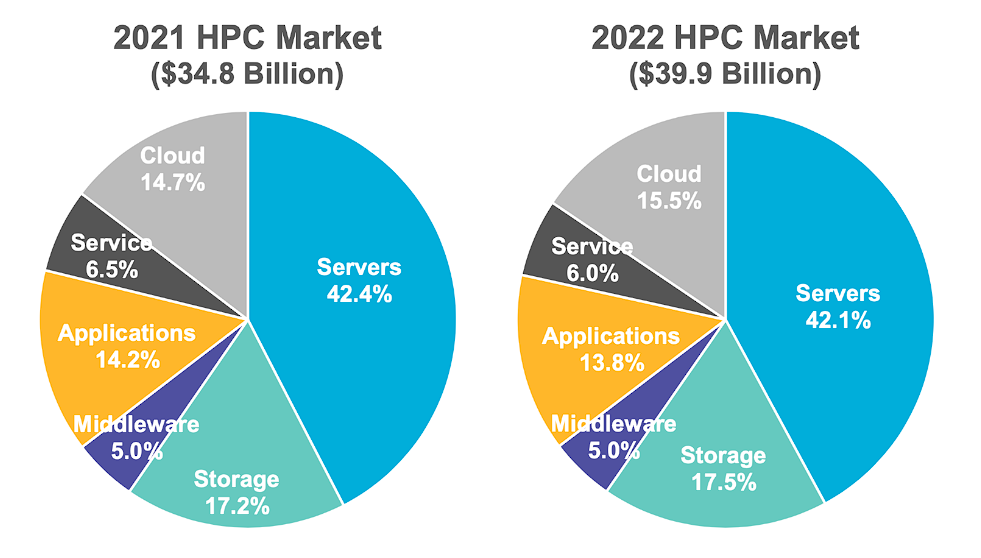 2021 HPC Market
($34.8 Billion)
Cloud
14.7%
Service
6.5%
Servers
42.4%
Applications
14.2%
Middleware
5.0%
Storage
17.2%
2022 HPC Market
($39.9 Billion)
Cloud
15.5%
Service
6.0%
Servers
42.1%
Applications
13.8%
Middleware
5.0%
Storage
17.5%